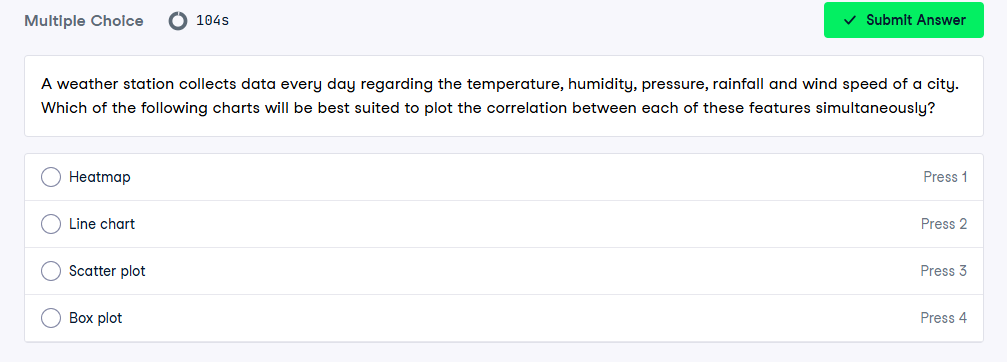 Multiple Choice 104s Submit Answer
A weather station collects data every day regarding the temperature, humidity, pressure, rainfall and wind speed of a city.
Which of the following charts will be best suited to plot the correlation between each of these features simultaneously?
Heatmap Press 1
Line chart Press 2
Scatter plot Press 3
Box plot Press 4